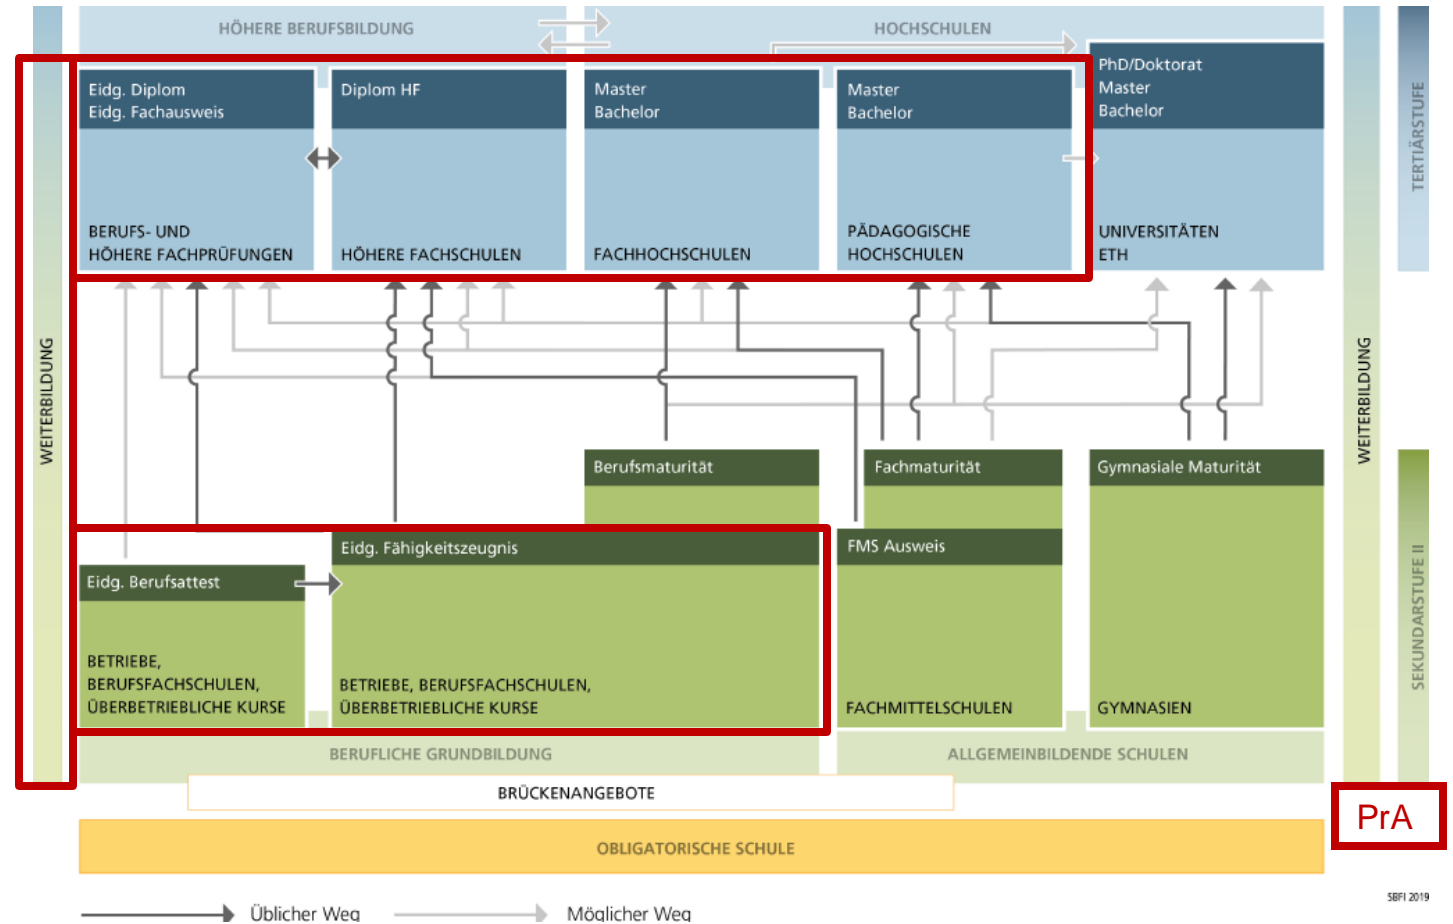 HÖHERE BERUFSBILDUNG
HOCHSCHULEN
Eidg. Diplom
Eidg. Fachausweis
Diplom HF
Master
Bachelor
Master
Bachelor
PhD/Doktorat
Master
Bachelor
BERUFS- UND
HÖHERE FACHPRÜFUNGEN
HÖHERE FACHSCHULEN
FACHHOCHSCHULEN
PÄDAGOGISCHE
HOCHSCHULEN
UNIVERSITÄTEN
ETH
TERTIÄRSTUFE
WEITERBILDUNG
WEITERBILDUNG
Berufsmaturität
Fachmaturität
Gymnasiale Maturität
Eidg. Fähigkeitszeugnis
FMS Ausweis
Eidg. Berufsattest
BETRIEBE,
BERUFSFACHSCHULEN,
ÜBERBETRIEBLICHE KURSE
BETRIEBE, BERUFSFACHSCHULEN,
ÜBERBETRIEBLICHE KURSE
FACHMITTELSCHULEN
GYMNASIEN
SEKUNDARSTUFE II
BERUFLICHE GRUNDBILDUNG
ALLGEMEINBILDENDE SCHULEN
BRÜCKENANGEBOTE
PrA
OBLIGATORISCHE SCHULE
SBFI 2019
Üblicher Weg
Möglicher Weg